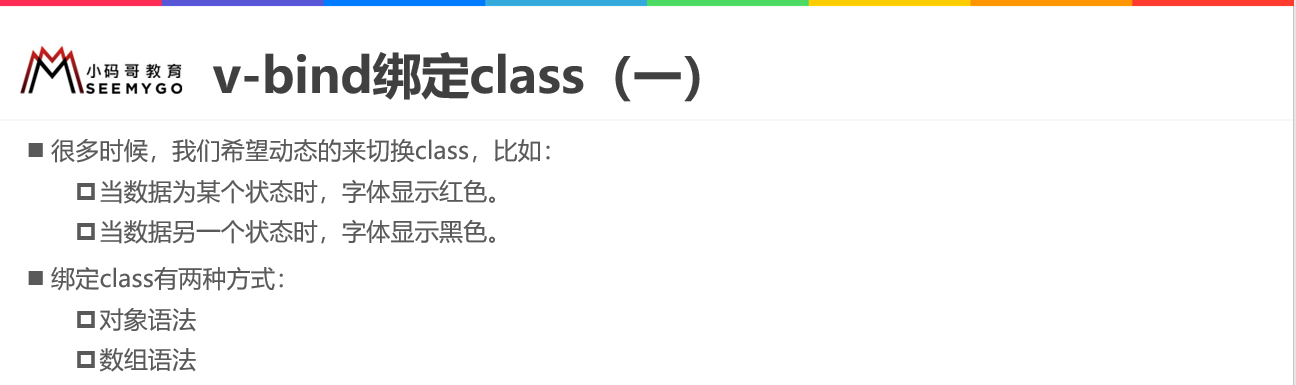 小码哥教育
SEEMYGO
v-bind绑定class（一）
很多时候，我们希望动态的来切换class，比如：
当数据为某个状态时，字体显示红色。
当数据另一个状态时，字体显示黑色。
绑定class有两种方式：
对象语法
数组语法